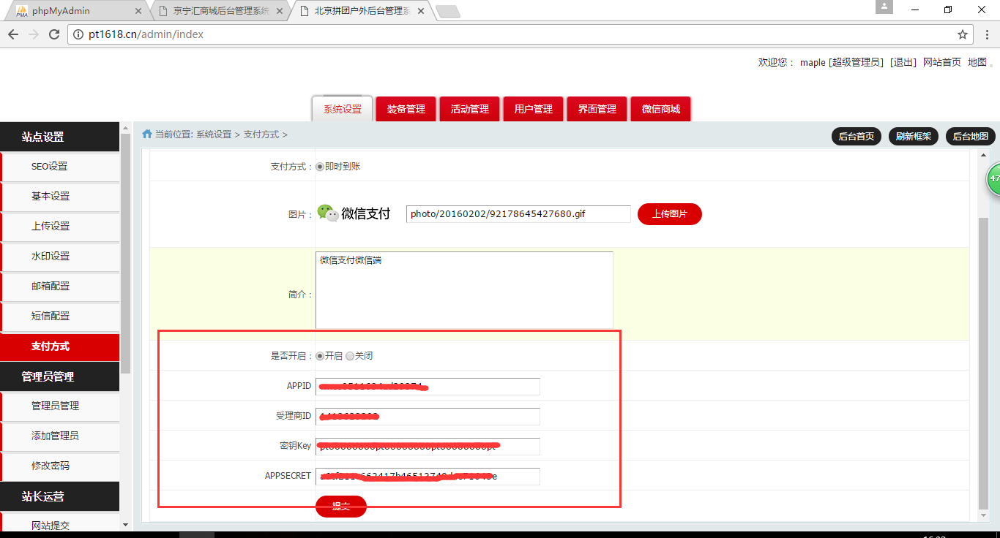 phpMyAdmin
京宁汇商城后台管理系统
北京拼团户外后台管理系
pt1618.cn/admin/index
欢迎您： maple [超级管理员] [退出] 网站首页 地图
系统设置 装备管理 活动管理 用户管理 界面管理 微信商城
当前位置: 系统设置 > 支付方式 >
后台首页 刷新框架 后台地图
站点设置
SEO设置
基本设置
上传设置
水印设置
邮箱配置
短信配置
支付方式
管理员管理
管理员管理
添加管理员
修改密码
站长运营
网站提交
支付方式： 即时到账
图片： 微信支付 photo/20160202/92178645427680.gif 上传图片
简介： 微信支付微信端
是否开启： 开启 关闭
APPID
受理商ID
密钥Key
APPSECRET
提交
47